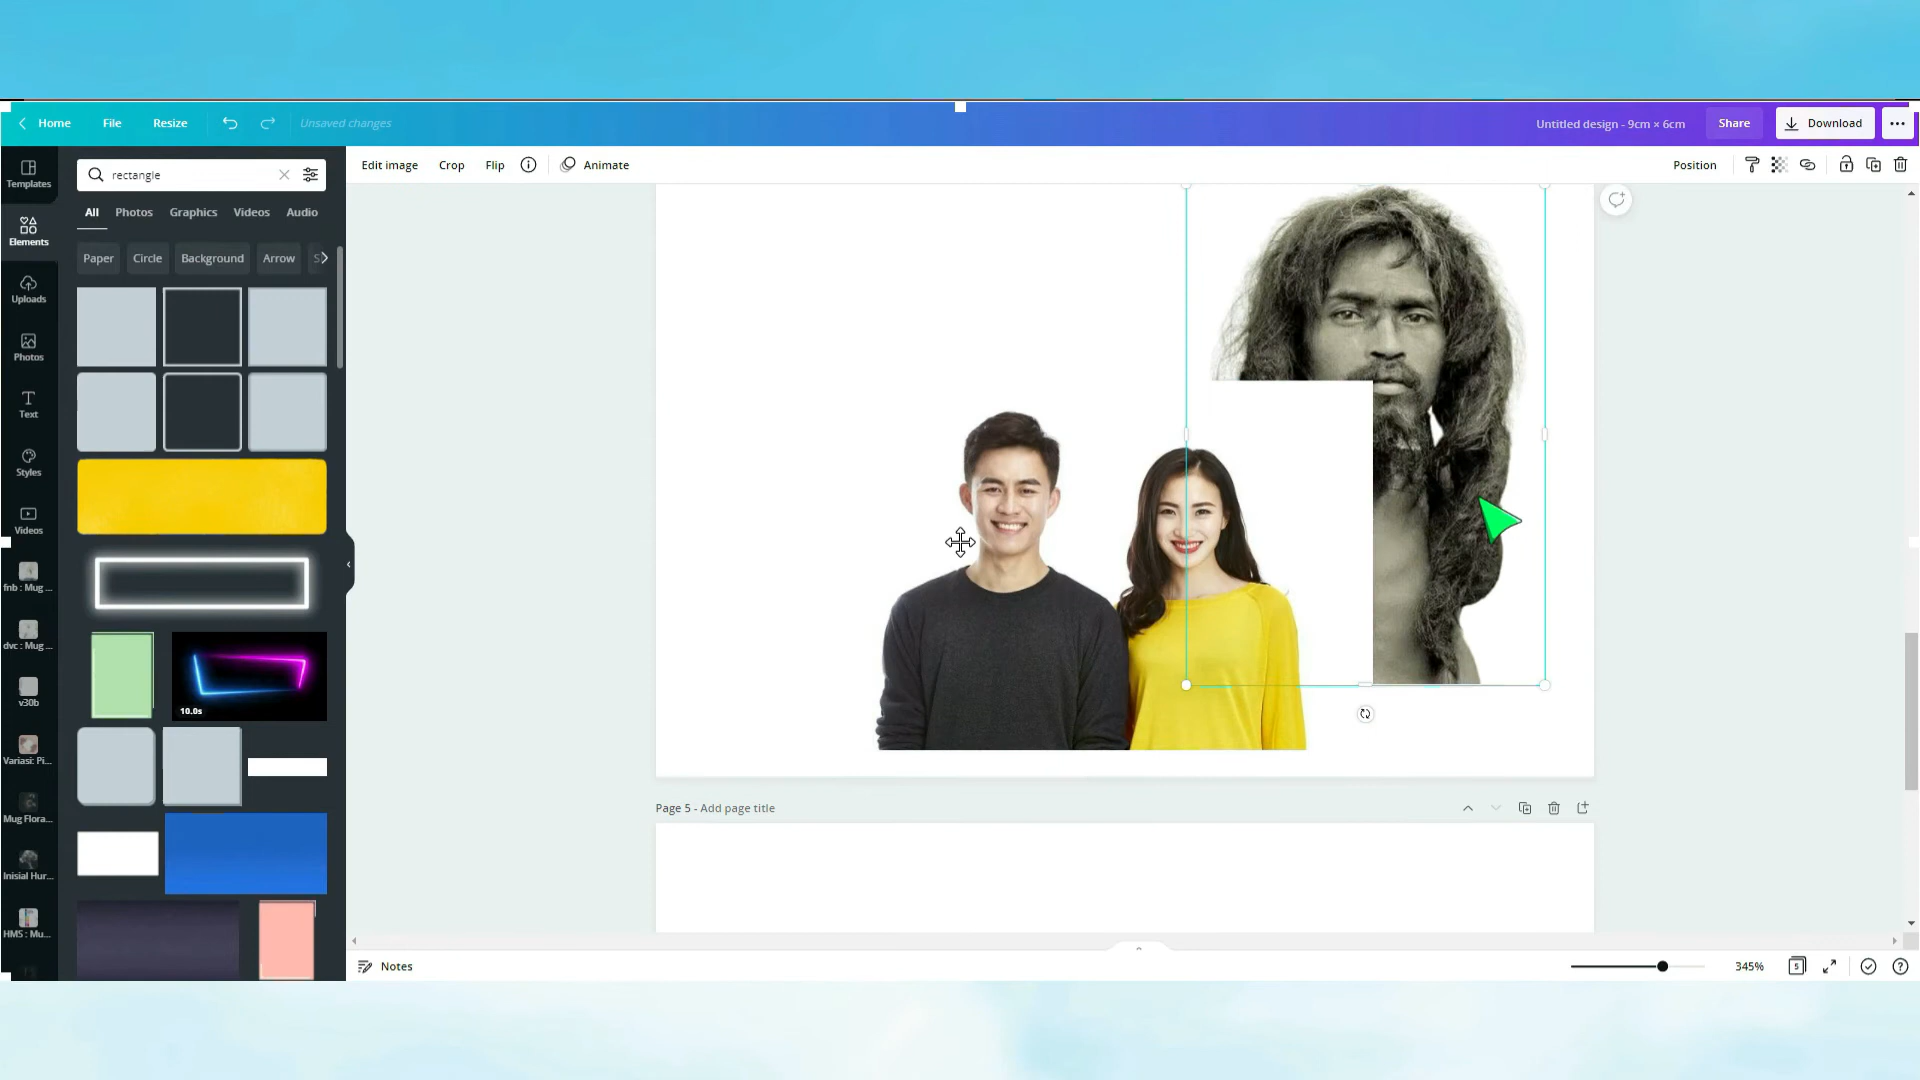 Home File Resize Unsaved changes Untitled design - 9cm × 6cm Share Download
Templates
Elements
Uploads
Photos
Text
Styles
Videos
fnb : Mug ...
dvc : Mug ...
v30b
Variasi: Pi...
Mug Flora...
Inisial Hur...
HMS : Mu...
rectangle
All Photos Graphics Videos Audio
Paper Circle Background Arrow S
10.0s
Edit image Crop Flip Animate Position
Page 5 - Add page title
Notes 345% 5